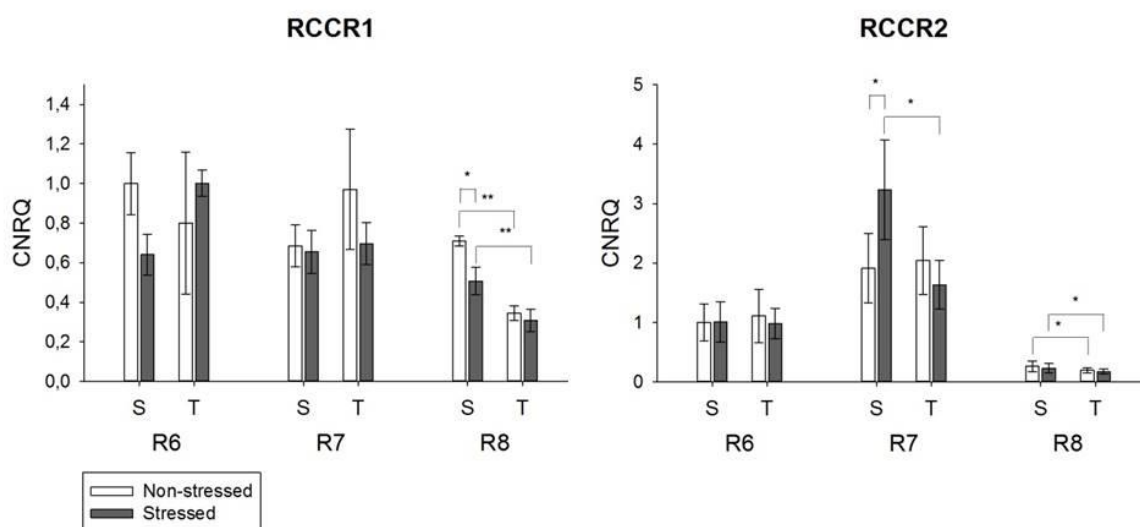 RCCR1
CNRQ
1,4
1,2
1,0
0,8
0,6
0,4
0,2
0,0
*
**
**
S T S T S T
R6 R7 R8
RCCR2
CNRQ
5
4
3
2
1
0
*
*
*
*
S T S T S T
R6 R7 R8
Non-stressed
Stressed